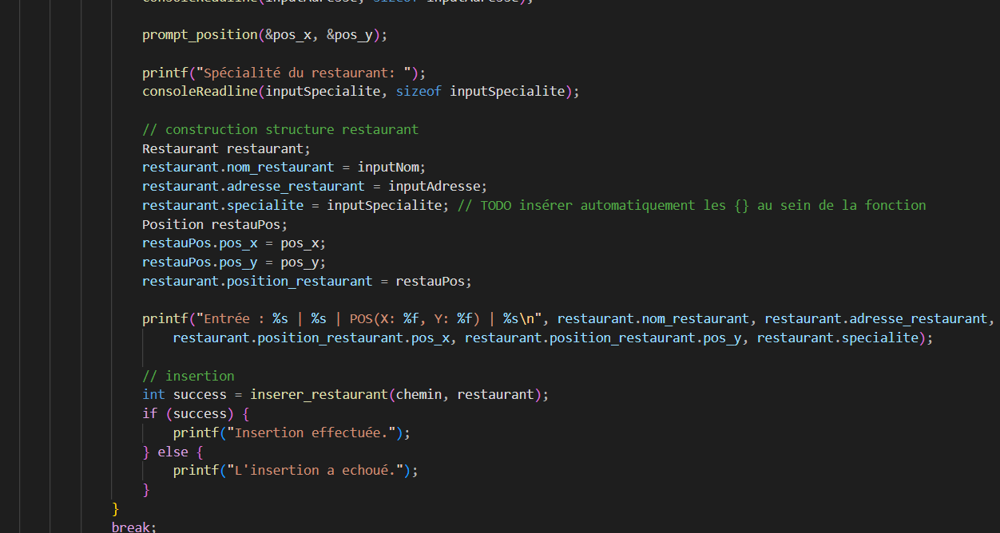 consoleReadline(inputAdresse, sizeof inputAdresse);
prompt_position(&pos_x, &pos_y);
printf("Spécialité du restaurant: ");
consoleReadline(inputSpecialite, sizeof inputSpecialite);
// construction structure restaurant
Restaurant restaurant;
restaurant.nom_restaurant = inputNom;
restaurant.adresse_restaurant = inputAdresse;
restaurant.specialite = inputSpecialite; // TODO insérer automatiquement les {} au sein de la fonction
Position restauPos;
restauPos.pos_x = pos_x;
restauPos.pos_y = pos_y;
restaurant.position_restaurant = restauPos;
printf("Entrée : %s | %s | POS(X: %f, Y: %f) | %s\n", restaurant.nom_restaurant, restaurant.adresse_restaurant,
restaurant.position_restaurant.pos_x, restaurant.position_restaurant.pos_y, restaurant.specialite);
// insertion
int success = inserer_restaurant(chemin, restaurant);
if (success) {
printf("Insertion effectuée.");
} else {
printf("L'insertion a echoué.");
}
}
break;